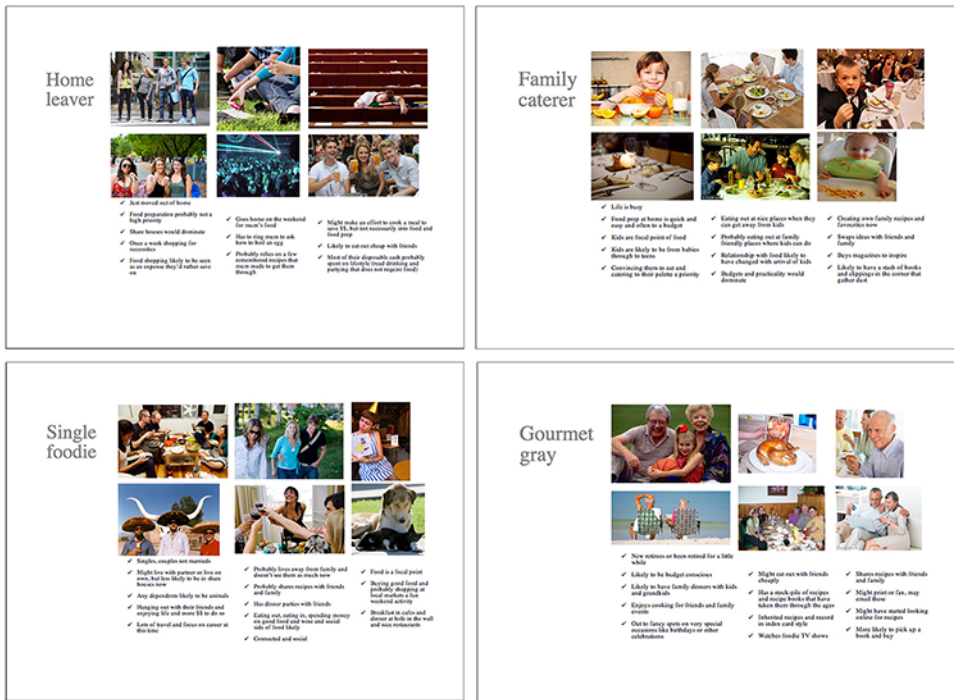 Home
leaver
✓ Just moved out of home
✓ Food preparation probably not a
high priority
✓ Share houses would dominate
✓ Once a week shopping for
necessities
✓ Food shopping likely to be seen
as an expense they'd rather save
on
✓ Goes home on the weekend
for mum's food
✓ Has to ring mum to ask
how to boil an egg
✓ Probably relies on a few
remembered recipes that
mum made to get them
through
✓ Might make an effort to cook a meal to
save $$, but not necessarily into food and
food prep
✓ Likely to eat out cheap with friends
✓ Most of their disposable cash probably
spent on lifestyle (read drinking and
partying that does not require food)
Family
caterer
✓ Life is busy
✓ Food prep at home is quick and
easy and often to a budget
✓ Kids are focal point of food
✓ Kids are likely to be from babies
through to teens
✓ Convincing them to eat and
catering to their palette a priority
✓ Eating out at nice places when they
can get away from kids
✓ Probably eating out at family
friendly places where kids can do
✓ Relationship with food likely to
have changed with arrival of kids
✓ Budgets and practicality would
dominate
✓ Creating own family recipes and
favourites now
✓ Swaps ideas with friends and
family
✓ Buys magazines to inspire
✓ Likely to have a stash of books
and clippings in the corner that
gather dust
Single
foodie
✓ Singles, couples not marrieds
✓ Might live with partner or live on
own, but less likely to be in share
houses now
✓ Any dependents likely to be animals
✓ Hanging out with their friends and
enjoying life and more $$ to do so
✓ Lots of travel and focus on career at
this time
✓ Probably lives away from family and
doesn't see them as much now
✓ Probably shares recipes with friends
and family
✓ Has dinner parties with friends
✓ Eating out, eating in, spending money
on good food and wine and social
side of food likely
✓ Connected and social
✓ Food is a focal point
✓ Buying good food and
probably shopping at
local markets a fun
weekend activity
✓ Breakfast in cafes and
dinner at hole in the wall
and nice restaurants
Gourmet
gray
✓ New retirees or been retired for a little
while
✓ Likely to be budget conscious
✓ Likely to have family dinners with kids
and grandkids
✓ Enjoys cooking for friends and family
events
✓ Out to fancy spots on very special
occasions like birthdays or other
celebrations
✓ Might eat out with friends
cheaply
✓ Has a stock-pile of recipes
and recipe books that have
taken them through the ages
✓ Inherited recipes and record
in index card style
✓ Watches foodie TV shows
✓ Shares recipes with friends
and family
✓ Might print or fax, may
email these
✓ Might have started looking
online for recipes
✓ More likely to pick up a
book and buy